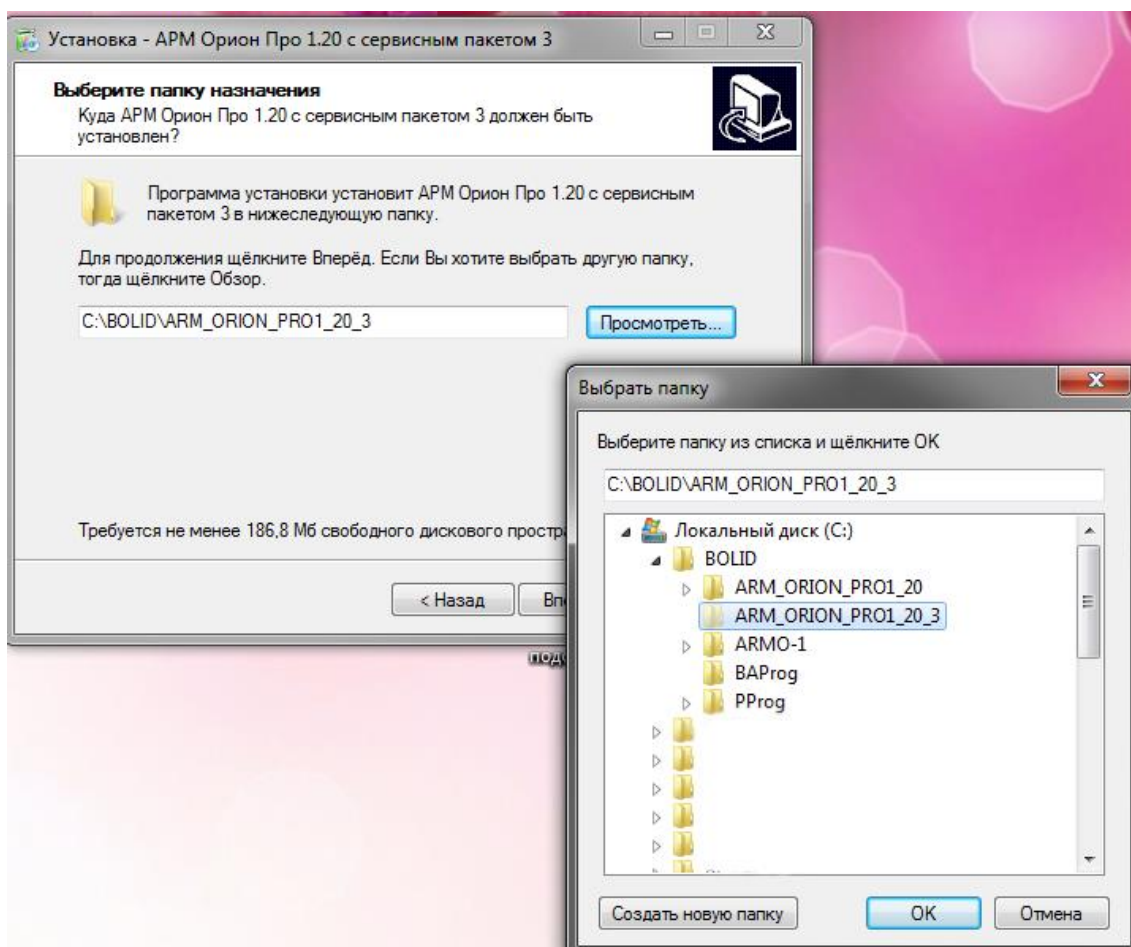 Установка - АРМ Орион Про 1.20 с сервисным пакетом 3
Выберите папку назначения
Куда АРМ Орион Про 1.20 с сервисным пакетом 3 должен быть
установлен?
Программа установки установит АРМ Орион Про 1.20 с сервисным
пакетом 3 в нижеследующую папку.
Для продолжения щёлкните Вперёд. Если Вы хотите выбрать другую папку,
тогда щёлкните Обзор.
C:\BOLID\ARM_ORION_PRO1_20_3
Просмотреть...
Требуется не менее 186,8 Мб свободного дискового простр
< Назад
Вп
Выбрать папку
Выберите папку из списка и щёлкните OK
C:\BOLID\ARM_ORION_PRO1_20_3
Локальный диск (C:)
BOLID
ARM_ORION_PRO1_20
ARM_ORION_PRO1_20_3
ARMO-1
BAProg
PProg
Создать новую папку
OK
Отмена